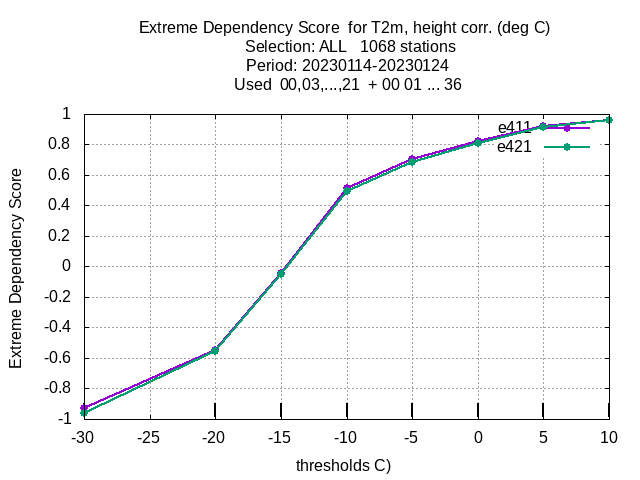 Extreme Dependency Score  for T2m, height corr. (deg C)
Selection: ALL   1068 stations
Period: 20230114-20230124
Used  00,03,...,21  + 00 01 ... 36
e411
e421
Extreme Dependency Score
1
0.8
0.6
0.4
0.2
0
-0.2
-0.4
-0.6
-0.8
-1
-30 -25 -20 -15 -10 -5 0 5 10
thresholds C)